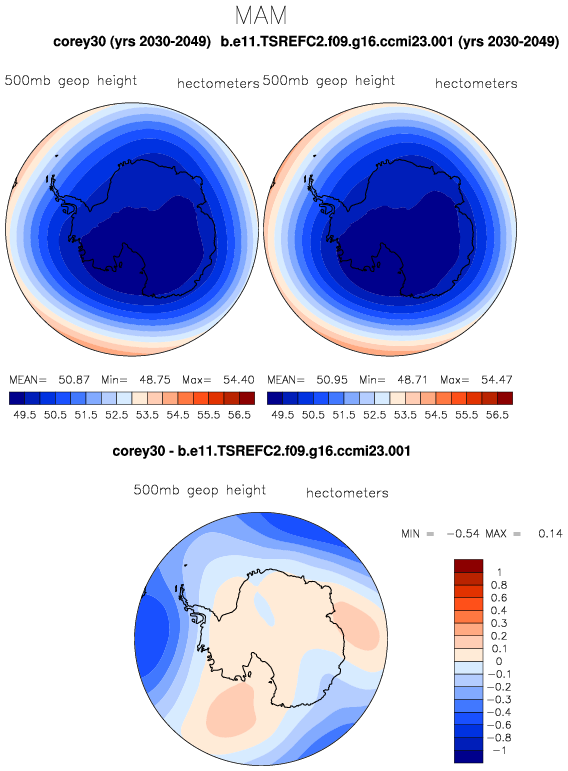 MAM
corey30 (yrs 2030-2049) b.e11.TSREFC2.f09.g16.ccmi23.001 (yrs 2030-2049)
500mb geop height hectometers 500mb geop height hectometers
MEAN= 50.87 Min= 48.75 Max= 54.40 MEAN= 50.95 Min= 48.71 Max= 54.47
49.5 50.5 51.5 52.5 53.5 54.5 55.5 56.5 49.5 50.5 51.5 52.5 53.5 54.5 55.5 56.5
corey30 - b.e11.TSREFC2.f09.g16.ccmi23.001
500mb geop height hectometers
MIN = -0.54 MAX = 0.14
1
0.8
0.6
0.4
0.3
0.2
0.1
0
-0.1
-0.2
-0.3
-0.4
-0.6
-0.8
-1